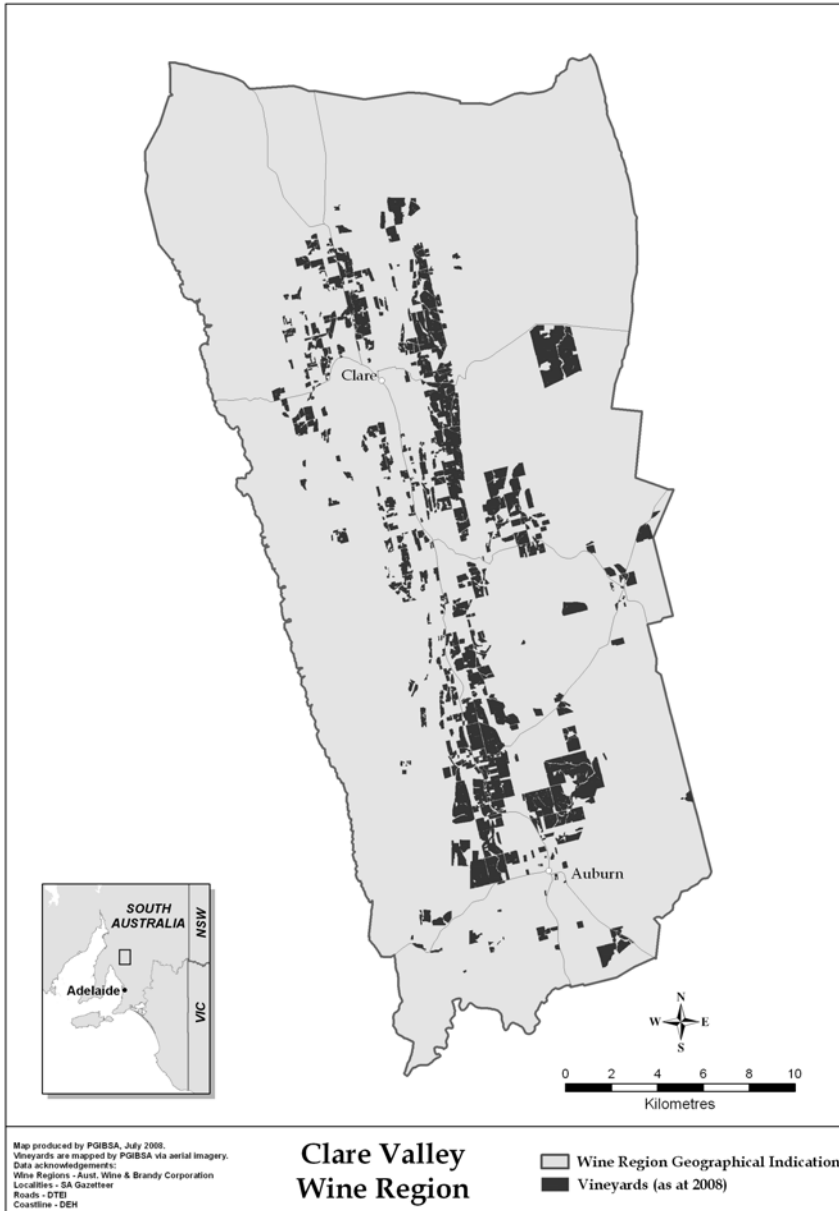 Clare
Auburn
SOUTH
AUSTRALIA
NSW
Adelaide
VIC
N
W E
S
0 2 4 6 8 10
Kilometres
Map produced by PGIBSA, July 2008.
Vineyards are mapped by PGIBSA via aerial imagery.
Data acknowledgements:
Wine Regions - Aust. Wine & Brandy Corporation
Localities - SA Gazetteer
Roads - DTEI
Coastline - DEH
Clare Valley
Wine Region
Wine Region Geographical Indication
Vineyards (as at 2008)